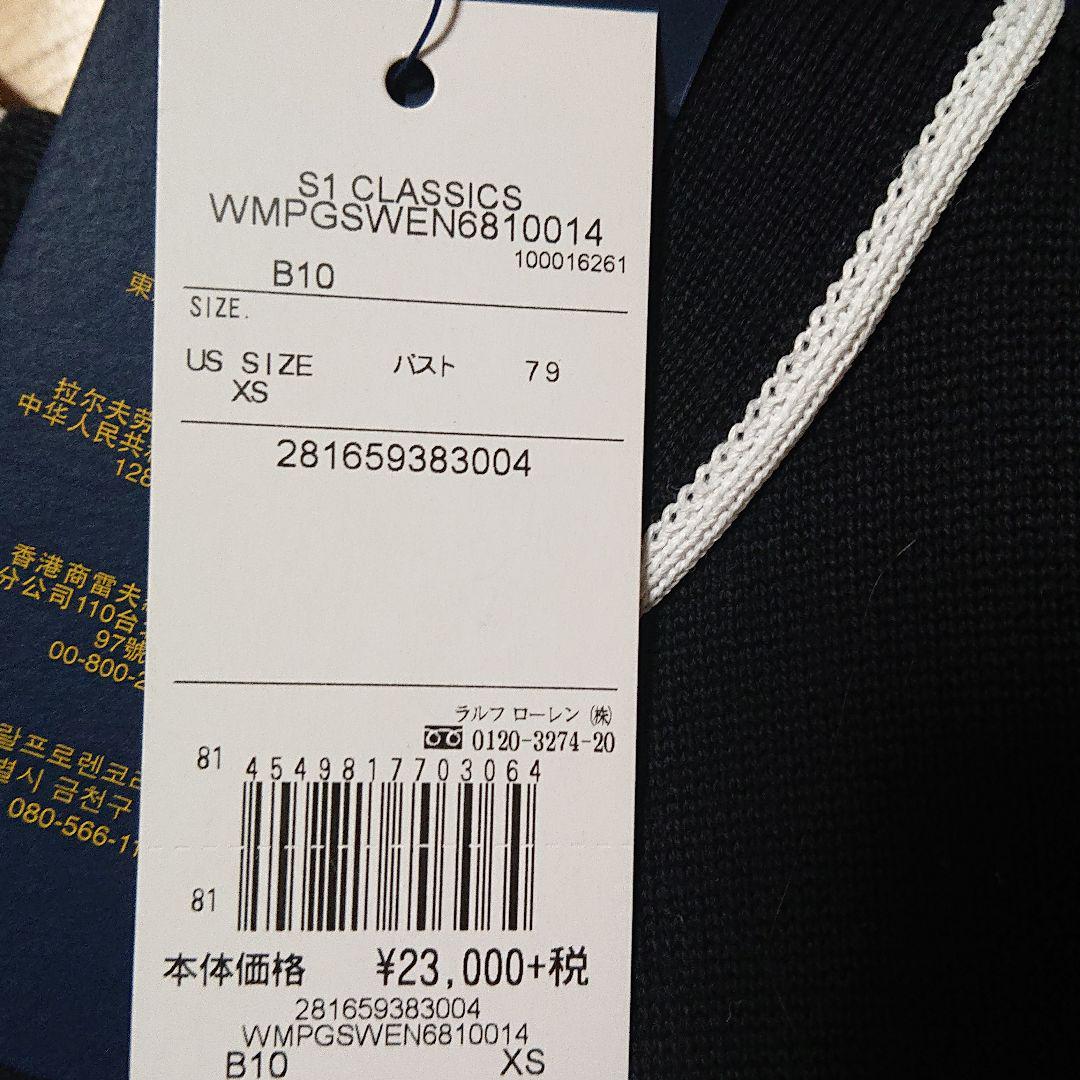 S1 CLASSICS
WMPGSWEN6810014
100016261
B10
SIZE.
US SIZE バスト 79
XS
281659383004
ラルフ ローレン ㈱
0120-3274-20
81
4549817703064
81
本体価格 ¥23,000+税
281659383004
WMPGSWEN6810014
B10 XS
東
拉尔夫劳
中华人民共
128
香港商雷夫
分公司110台
97號
00-800-2
랄프로렌코리
별시 금천구
080-566-11